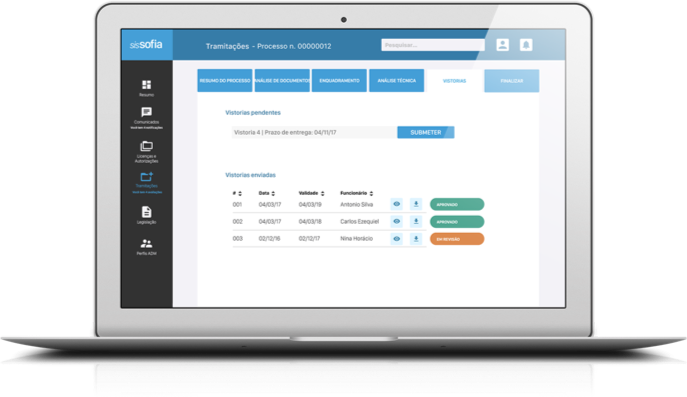 sissofia
Tramitações - Processo n. 00000012
Pesquisar...
RESUMO DO PROCESSO
ANÁLISE DE DOCUMENTOS
ENQUADRAMENTO
ANÁLISE TÉCNICA
VISTORIAS
FINALIZAR
Resumo
Comunicados
Licenças e
Autorizações
Tramitações
Legislação
Perfis ADM
Vistorias pendentes
Vistoria 4 | Prazo de entrega: 04/11/17
SUBMETER
Vistorias enviadas
# Data Validade Funcionário
001 04/03/17 04/03/19 Antonio Silva APROVADO
002 04/03/17 04/03/18 Carlos Ezequiel APROVADO
003 02/12/16 02/12/17 Nina Horácio EM REVISÃO